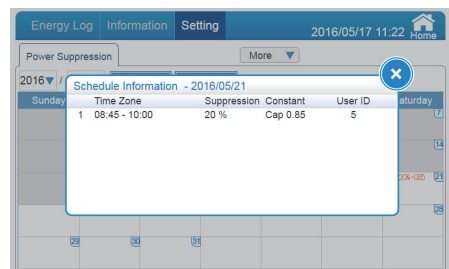 Energy Log Information Setting 2016/05/17 11:22 Home
Power Suppression More ▼
2016▼ /
Schedule Information - 2016/05/21
Sunday aturday
Time Zone Suppression Constant User ID
7
1 08:45 - 10:00 20 % Cap 0.85 5
14
21
28
29 30 31